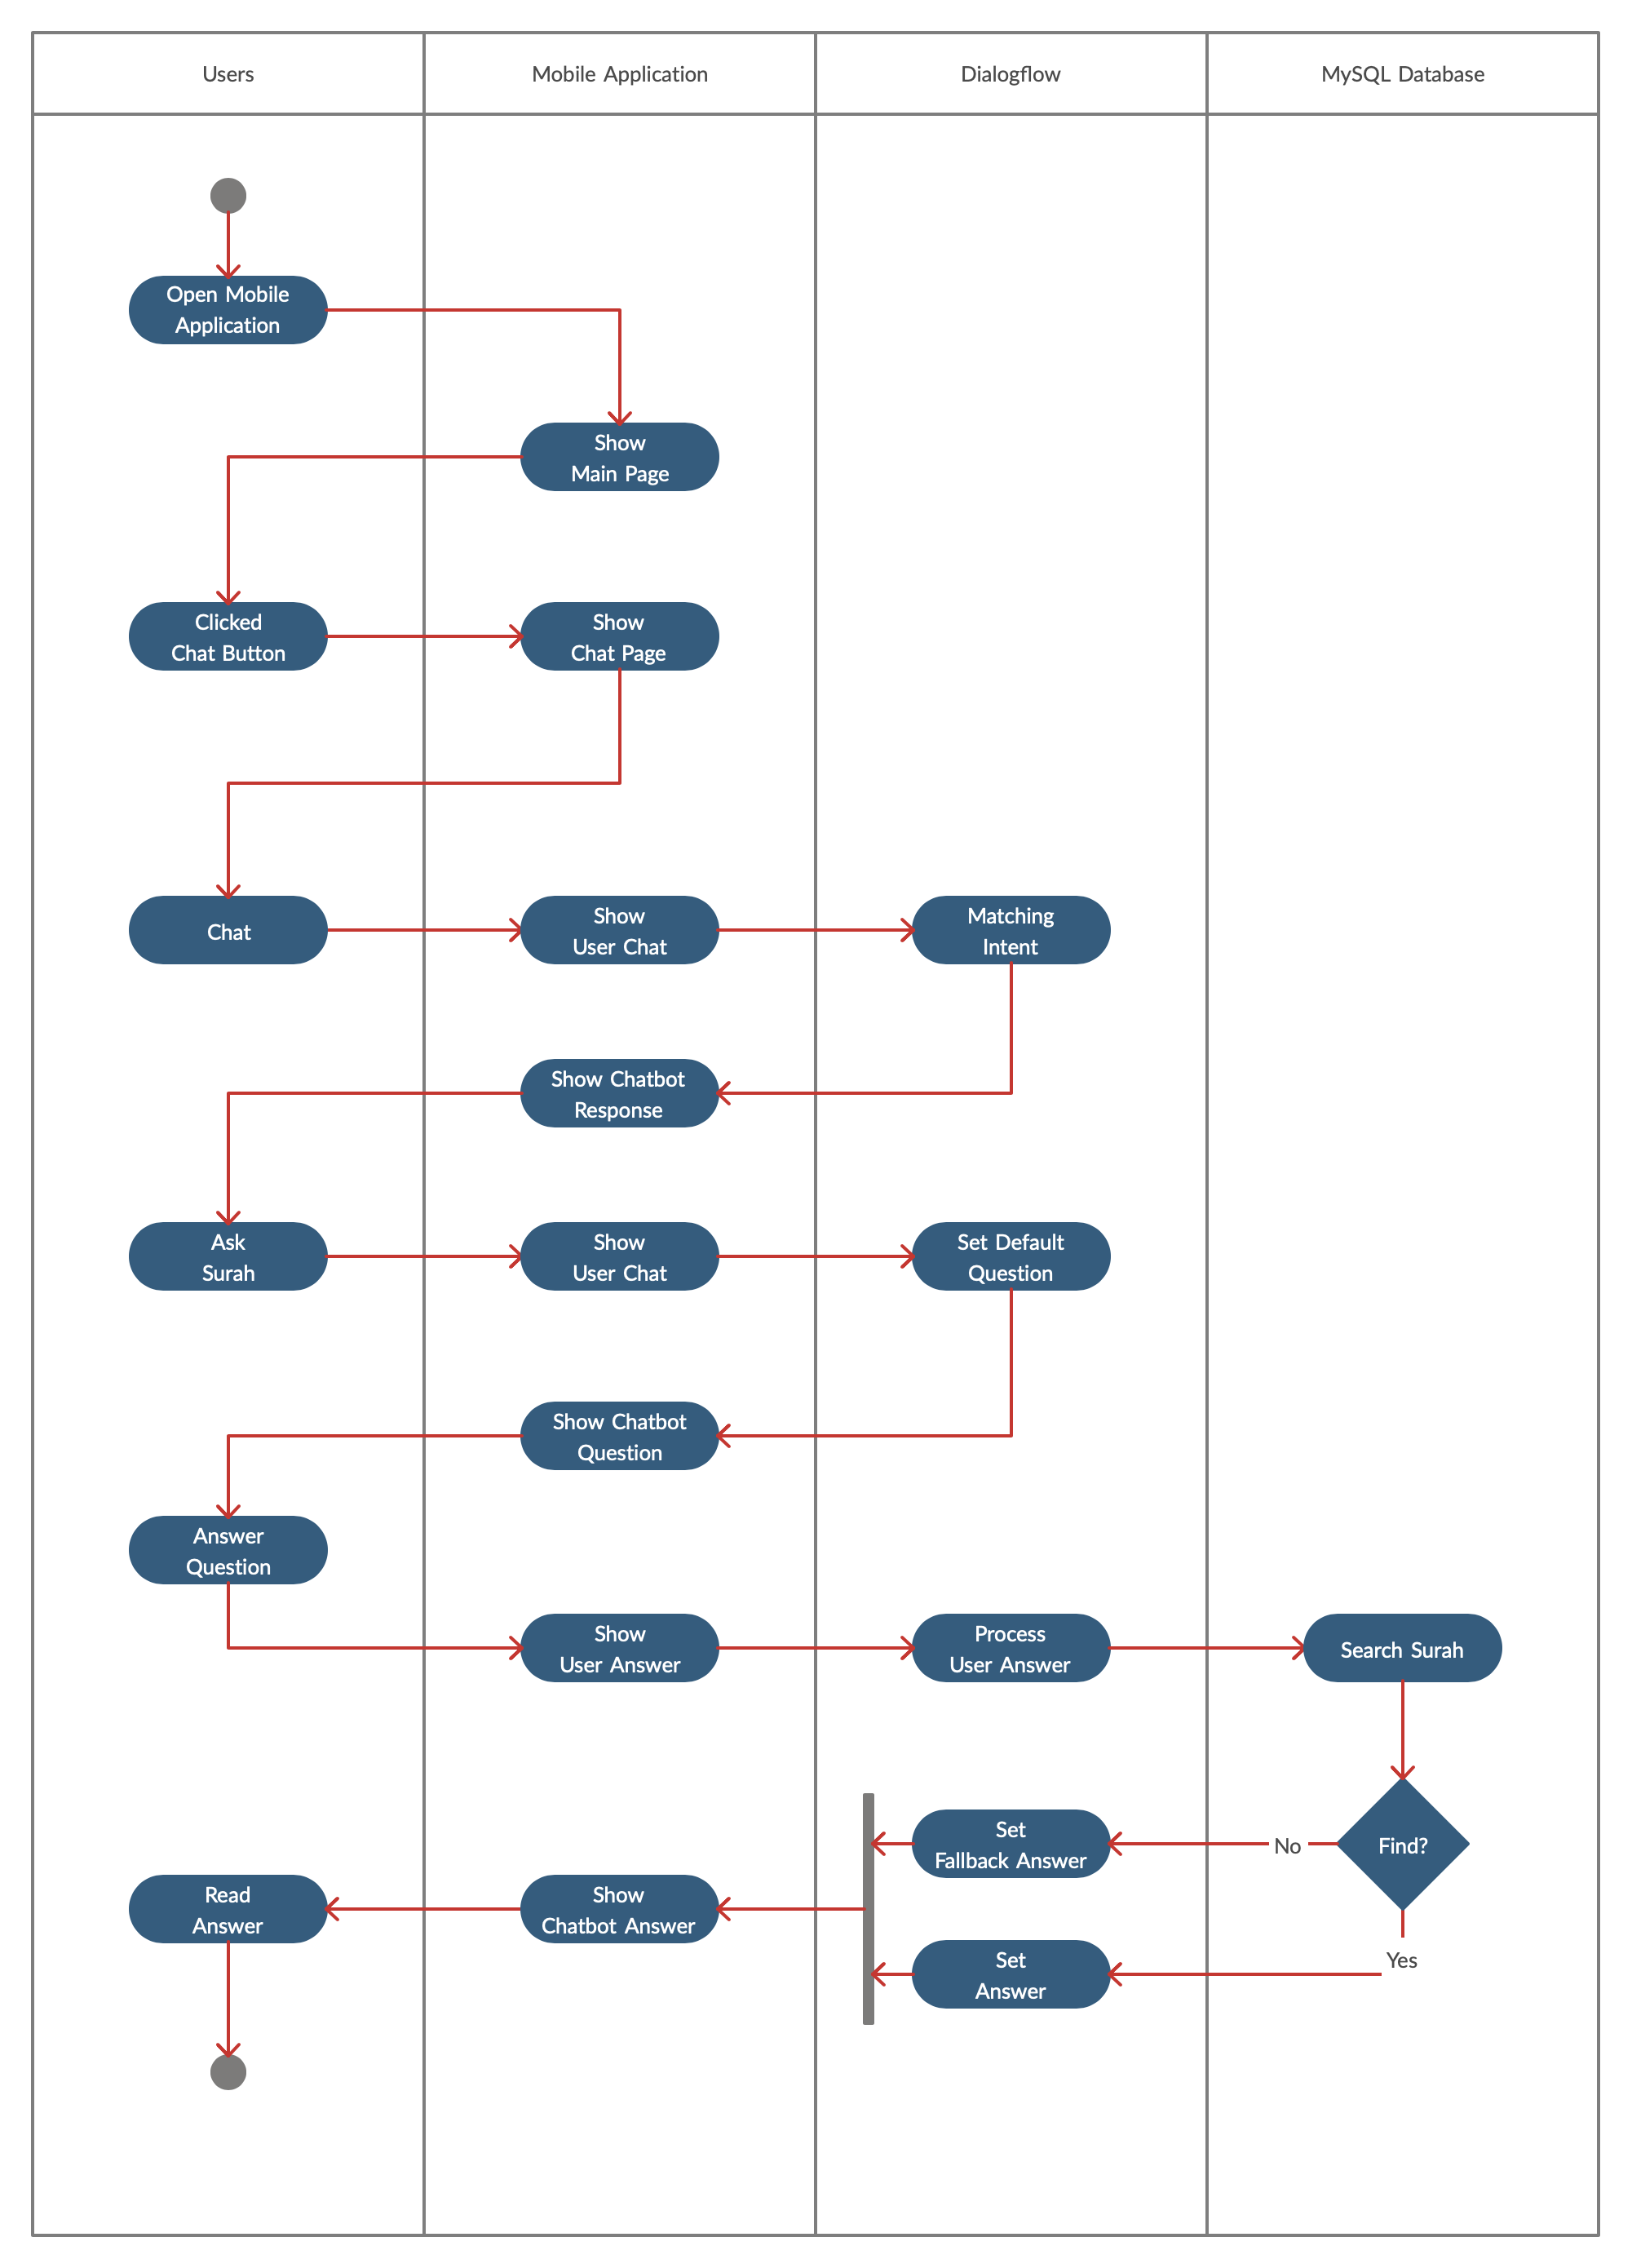 Users
Mobile Application
Dialogflow
MySQL Database
Open Mobile
Application
Show
Main Page
Clicked
Chat Button
Show
Chat Page
Chat
Show
User Chat
Matching
Intent
Show Chatbot
Response
Ask
Surah
Show
User Chat
Set Default
Question
Show Chatbot
Question
Answer
Question
Show
User Answer
Process
User Answer
Search Surah
Set
Fallback Answer
No
Find?
Read
Answer
Show
Chatbot Answer
Set
Answer
Yes